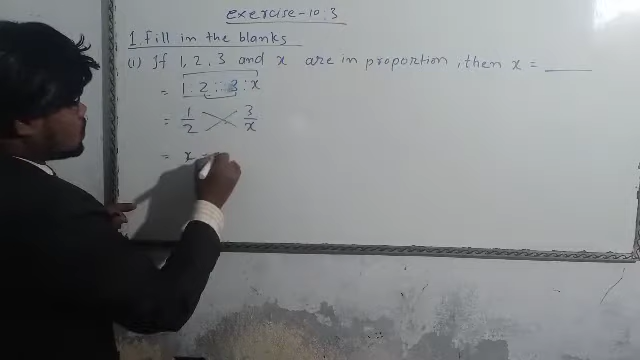 exercise-10:3
1. Fill in the blanks
(i) If 1, 2, 3 and x are in proportion, then x = ____
= 1 : 2 :: 3 : x
= 1/2 3/x
= x =